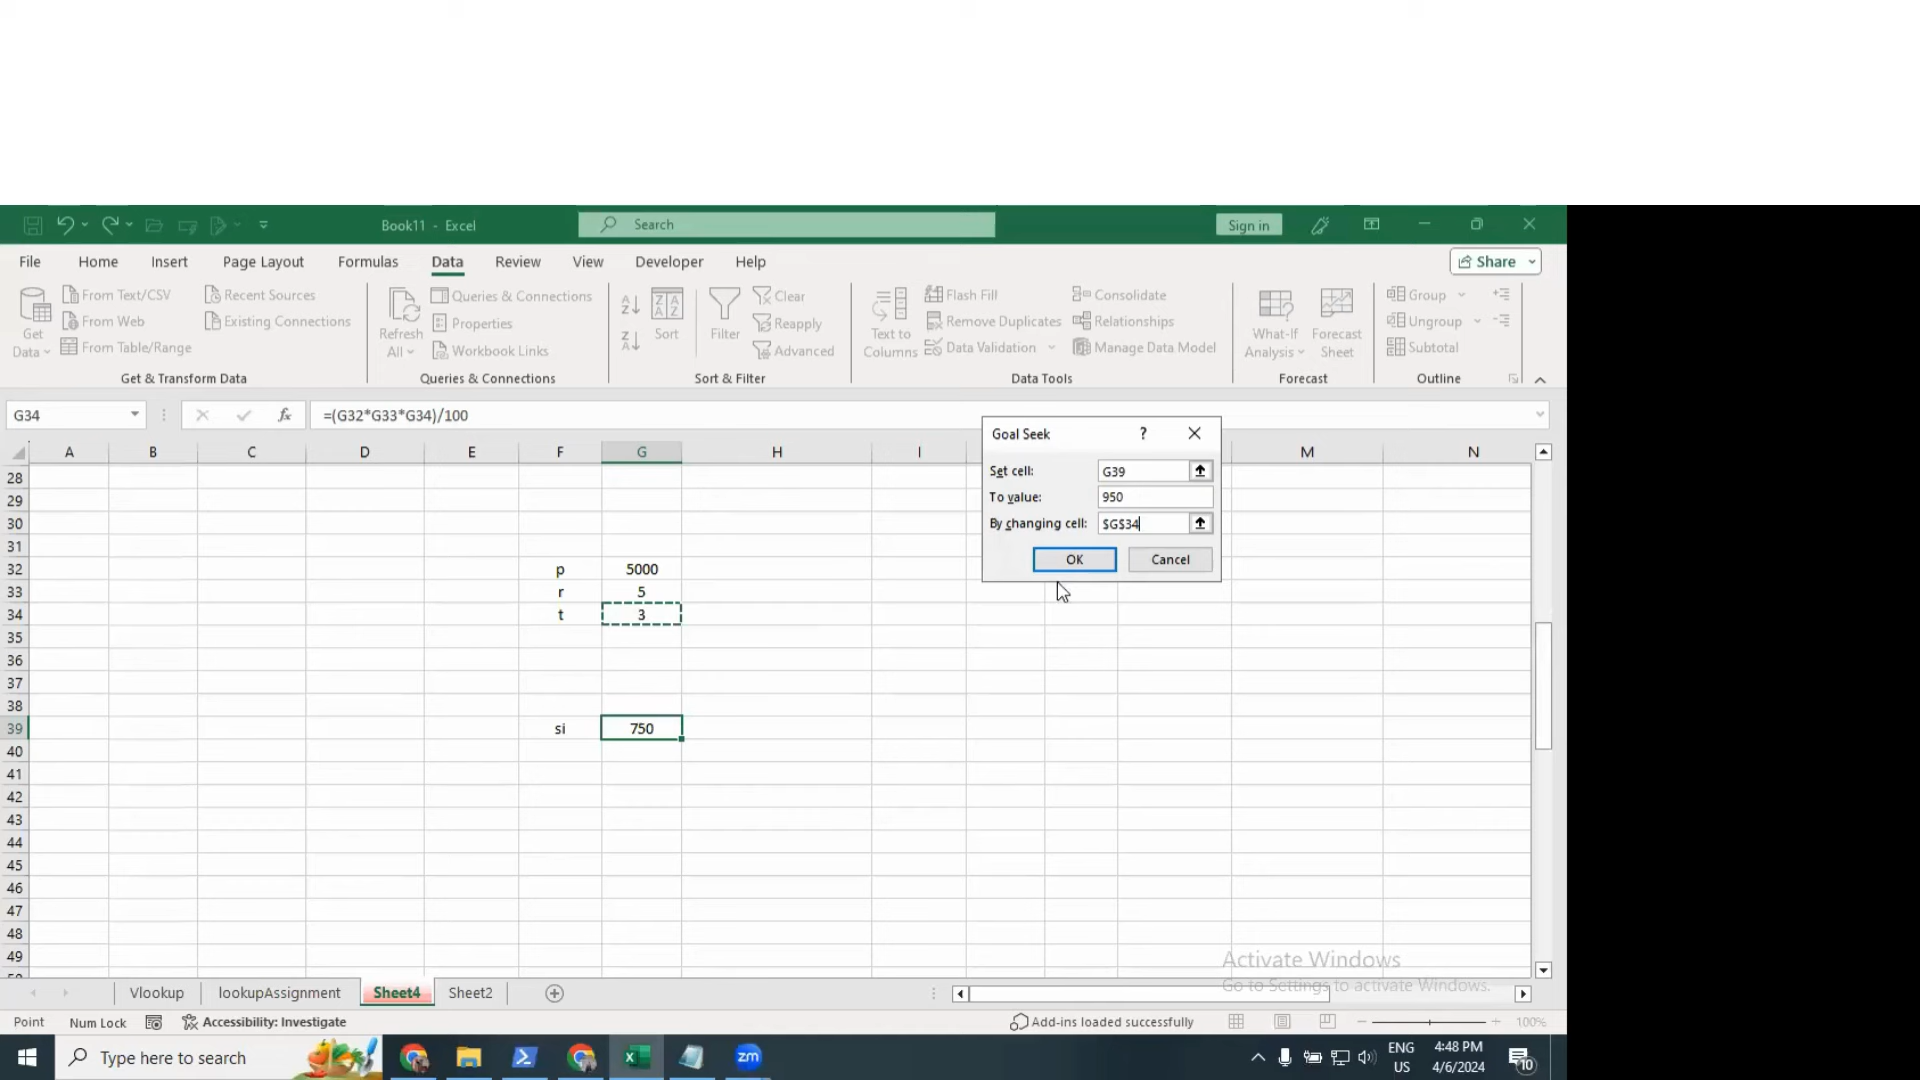 Book11 - Excel
Search
Sign in
File Home Insert Page Layout Formulas Data Review View Developer Help
Share
Get Data
From Text/CSV
From Web
From Table/Range
Recent Sources
Existing Connections
Get & Transform Data
Refresh All
Queries & Connections
Properties
Workbook Links
Queries & Connections
Sort
Filter
Clear
Reapply
Advanced
Sort & Filter
Text to Columns
Flash Fill
Remove Duplicates
Data Validation
Consolidate
Relationships
Manage Data Model
Data Tools
What-If Analysis
Forecast Sheet
Forecast
Group
Ungroup
Subtotal
Outline
G34
fx
=(G32*G33*G34)/100
A B C D E F G H I M N
Goal Seek ?
Set cell: G39
To value: 950
By changing cell: $G$34
OK Cancel
28
29
30
31
32 p 5000
33 r 5
34 t 3
35
36
37
38
39 si 750
40
41
42
43
44
45
46
47
48
49
Activate Windows
Go to Settings to activate Windows.
Vlookup lookupAssignment Sheet4 Sheet2
Point Num Lock Accessibility: Investigate
Add-ins loaded successfully
100%
Type here to search
zm
ENG
US
4:48 PM
4/6/2024
10